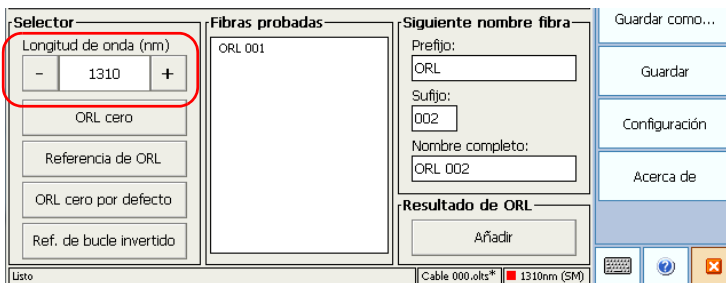 Selector
Longitud de onda (nm)
- 1310 +
ORL cero
Referencia de ORL
ORL cero por defecto
Ref. de bucle invertido
Fibras probadas
ORL 001
Siguiente nombre fibra
Prefijo:
ORL
Sufijo:
002
Nombre completo:
ORL 002
Resultado de ORL
Añadir
Guardar como...
Guardar
Configuración
Acerca de
Listo
Cable 000.olts*
1310nm (SM)